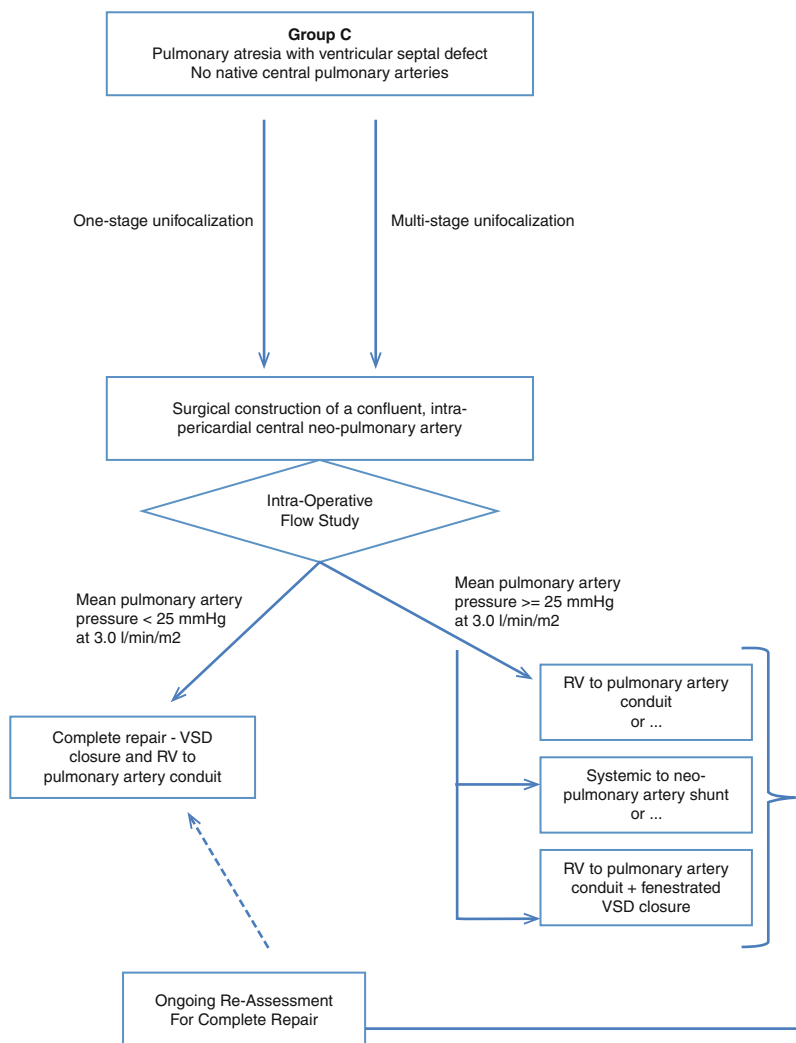 Group C
Pulmonary atresia with ventricular septal defect
No native central pulmonary arteries
One-stage unifocalization
Multi-stage unifocalization
Surgical construction of a confluent, intra-
pericardial central neo-pulmonary artery
Intra-Operative
Flow Study
Mean pulmonary artery
pressure < 25 mmHg
at 3.0 l/min/m2
Mean pulmonary artery
pressure >= 25 mmHg
at 3.0 l/min/m2
RV to pulmonary artery
conduit
or ...
Complete repair - VSD
closure and RV to
pulmonary artery conduit
Systemic to neo-
pulmonary artery shunt
or ...
RV to pulmonary artery
conduit + fenestrated
VSD closure
Ongoing Re-Assessment
For Complete Repair